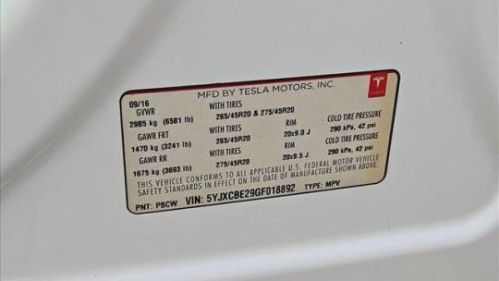 MFD BY TESLA MOTORS, INC.
TESLA
09/16
GVWR WITH TIRES
2985 kg (6581 lb) 265/45R20 & 275/45R20
GAWR FRT WITH TIRES RIM COLD TIRE PRESSURE
1470 kg (3241 lb) 265/45R20 20x9.0 J 290 kPa, 42 psi
GAWR RR WITH TIRES RIM COLD TIRE PRESSURE
1675 kg (3693 lb) 275/45R20 20x9.5 J 290 kPa, 42 psi
THIS VEHICLE CONFORMS TO ALL APPLICABLE U.S. FEDERAL MOTOR VEHICLE
SAFETY STANDARDS IN EFFECT ON THE DATE OF MANUFACTURE SHOWN ABOVE.
PNT: PBCW VIN: 5YJXCBE29GF018892 TYPE: MPV